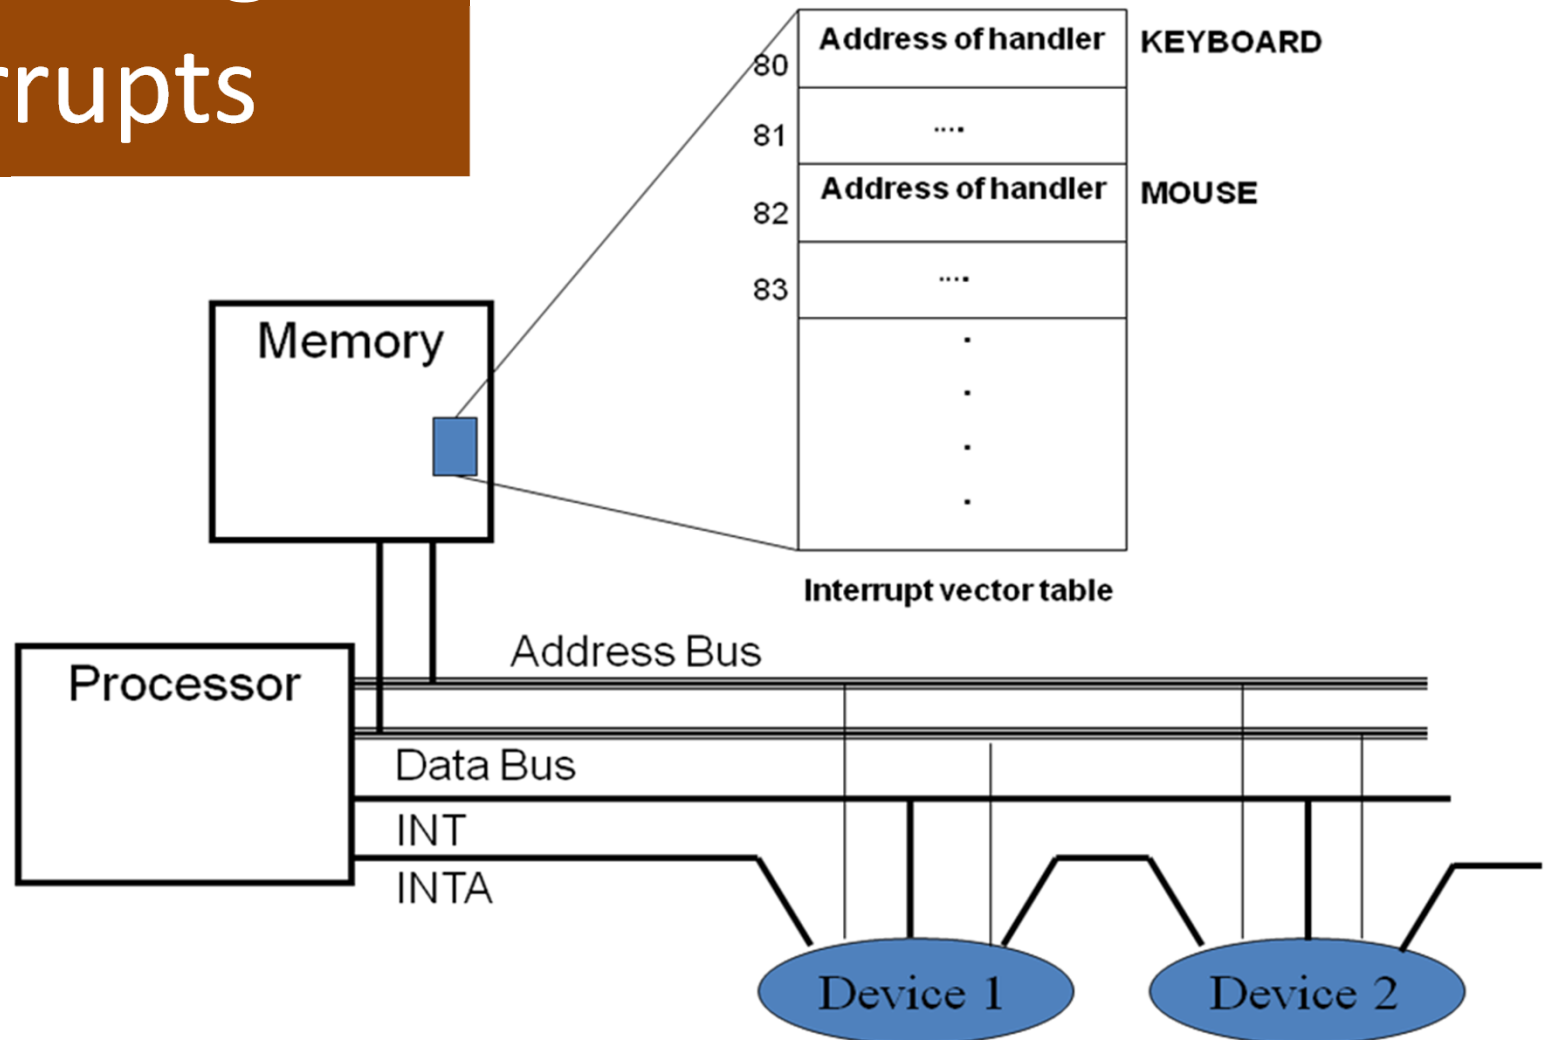 rrupts
80 Address of handler KEYBOARD
81 ....
82 Address of handler MOUSE
83 ....
.
.
.
.
Interrupt vector table
Memory
Processor
Address Bus
Data Bus
INT
INTA
Device 1
Device 2